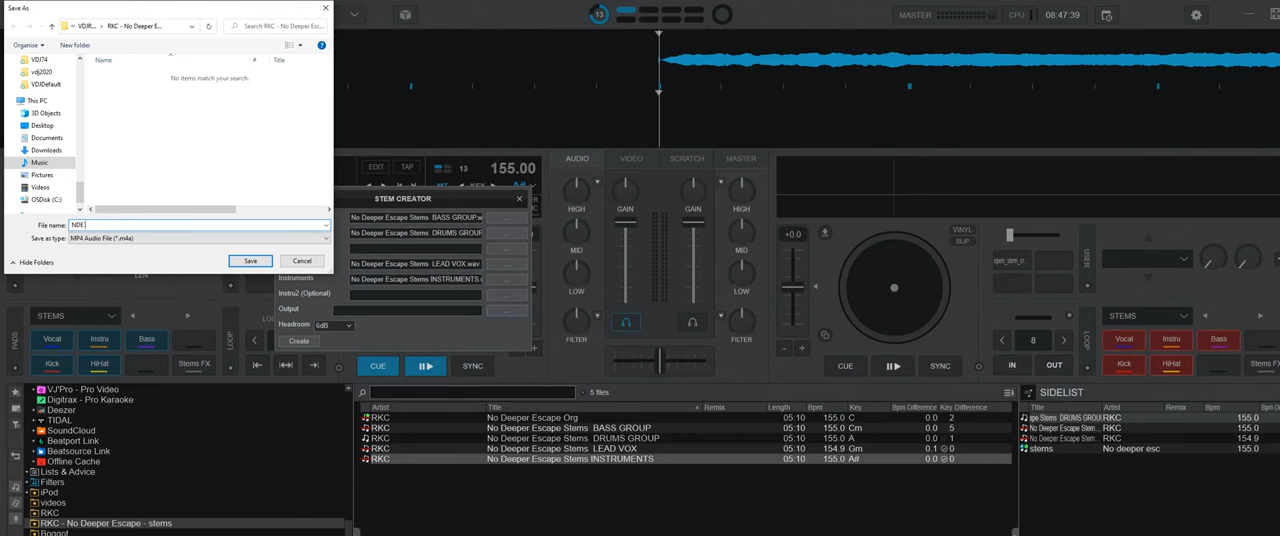 Save As
VDJR... > RKC - No Deeper E...
Search RKC - No Deeper Esc...
Organise
New folder
VDJ74
vdj2020
VDJDefault
This PC
3D Objects
Desktop
Documents
Downloads
Music
Pictures
Videos
OSDisk (C:)
Name # Title
No items match your search.
File name: NDE
Save as type: MP4 Audio File (*.m4a)
Hide Folders
Save
Cancel
13
MASTER
CPU
08:47:39
EDIT TAP
13
155.00
KEY
A#
STEM CREATOR
No Deeper Escape Stems BASS GROUP.w
No Deeper Escape Stems DRUMS GROUP
No Deeper Escape Stems LEAD VOX.wav
Instruments No Deeper Escape Stems INSTRUMENTS.
Instru2 (Optional)
Output
Headroom 6dB
Create
AUDIO VIDEO SCRATCH MASTER
HIGH GAIN GAIN HIGH
MID MID
LOW LOW
FILTER FILTER
+0.0
VINYL
SLIP
open_stem_cr...
USER
PADS
STEMS
Vocal Instru Bass
Kick HiHat Stems FX
LOOP
CUE
SYNC
CUE
SYNC
8
IN OUT
LOOP
STEMS
Vocal Instru Bass
Kick HiHat Stems FX
PADS
VJ'Pro - Pro Video
Digitrax - Pro Karaoke
Deezer
TIDAL
SoundCloud
Beatport Link
Beatsource Link
Offline Cache
Lists & Advice
Filters
iPod
videos
RKC
RKC - No Deeper Escape - stems
Boggot
5 files
Artist Title Remix Length Bpm Key Bpm Difference Key Difference
RKC No Deeper Escape Org 05:10 155.0 C 0.0 2
RKC No Deeper Escape Stems BASS GROUP 05:10 155.0 Cm 0.0 5
RKC No Deeper Escape Stems DRUMS GROUP 05:10 155.0 A 0.0 1
RKC No Deeper Escape Stems LEAD VOX 05:10 154.9 Gm 0.1 0
RKC No Deeper Escape Stems INSTRUMENTS 05:10 155.0 A# 0.0 0
SIDELIST
Title Artist Remix Bpm
ape Stems DRUMS GROUP RKC 155.0
No Deeper Escape Stem... RKC 155.0
No Deeper Escape Stem... RKC 154.9
stems No deeper esc 155.0